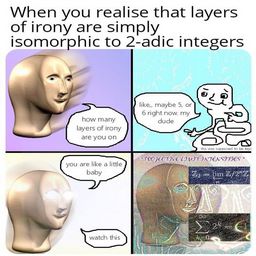 When you realise that layers
of irony are simply
isomorphic to 2-adic integers
how many
layers of irony
are you on
like,, maybe 5, or
6 right now. my
dude
you are like a little
baby
watch this